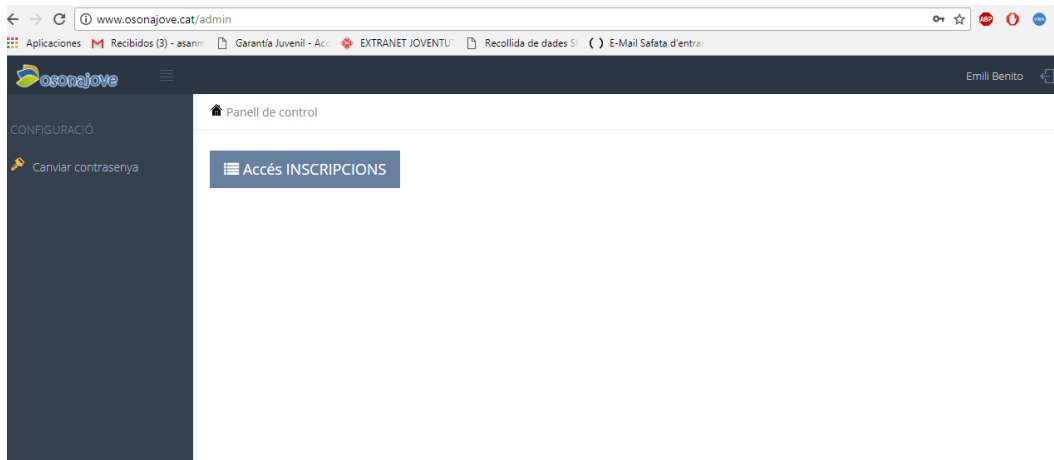 www.osonajove.cat/admin
Aplicaciones Recibidos (3) - asanm Garantía Juvenil - Acc EXTRANET JOVENTUT Recollida de dades SI E-Mail Safata d'entra
osonajove
Emili Benito
Panell de control
CONFIGURACIÓ
Canviar contrasenya
Accés INSCRIPCIONS
ABP